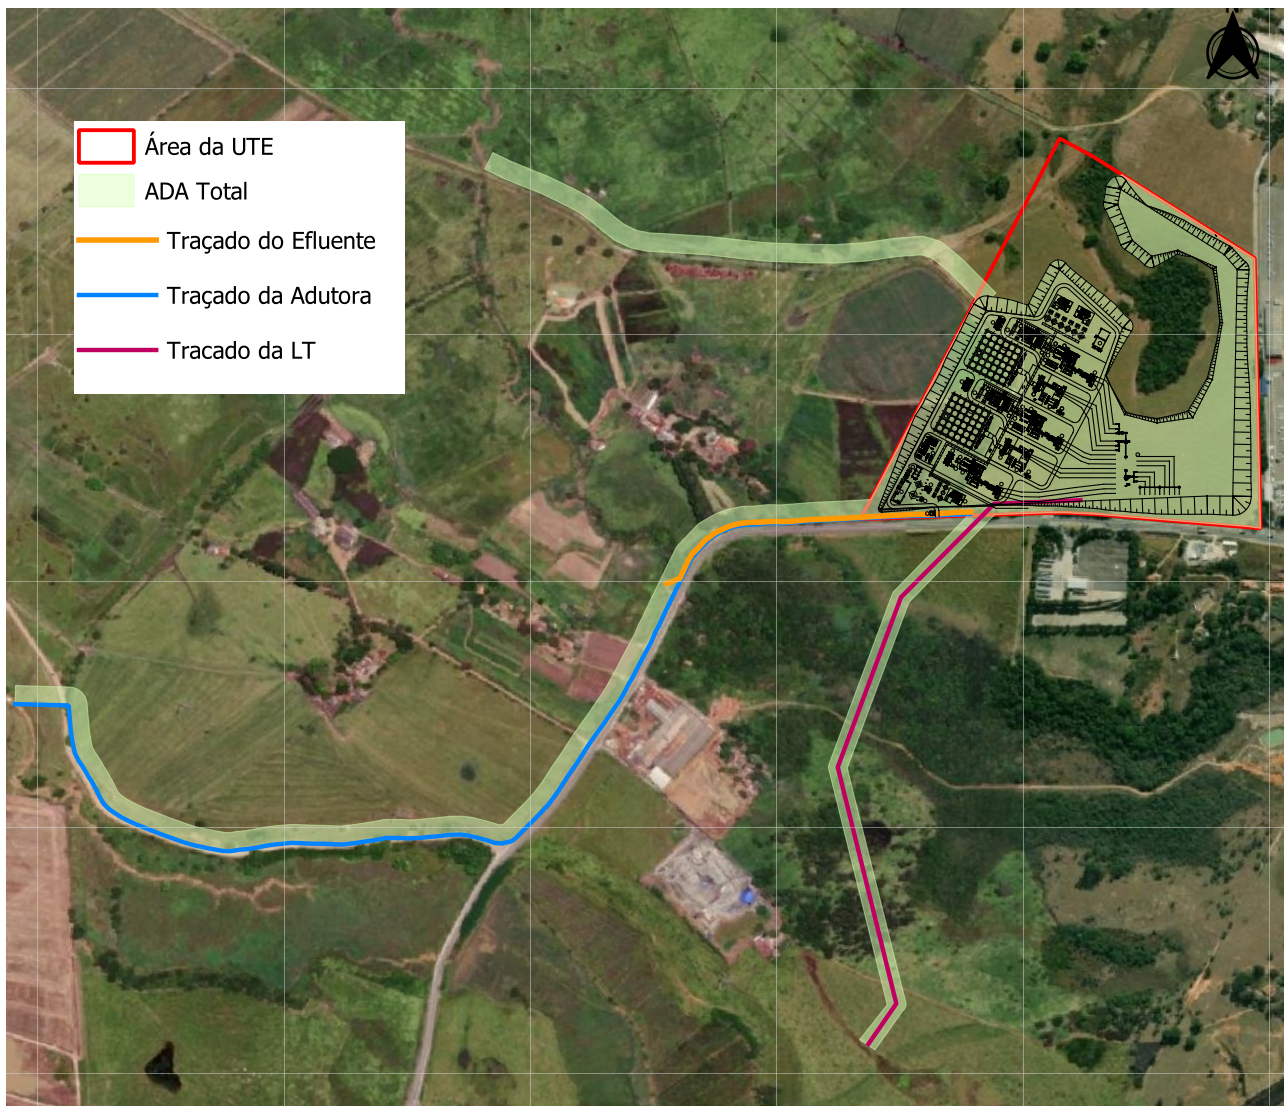 N
Área da UTE
ADA Total
Traçado do Efluente
Traçado da Adutora
Tracado da LT